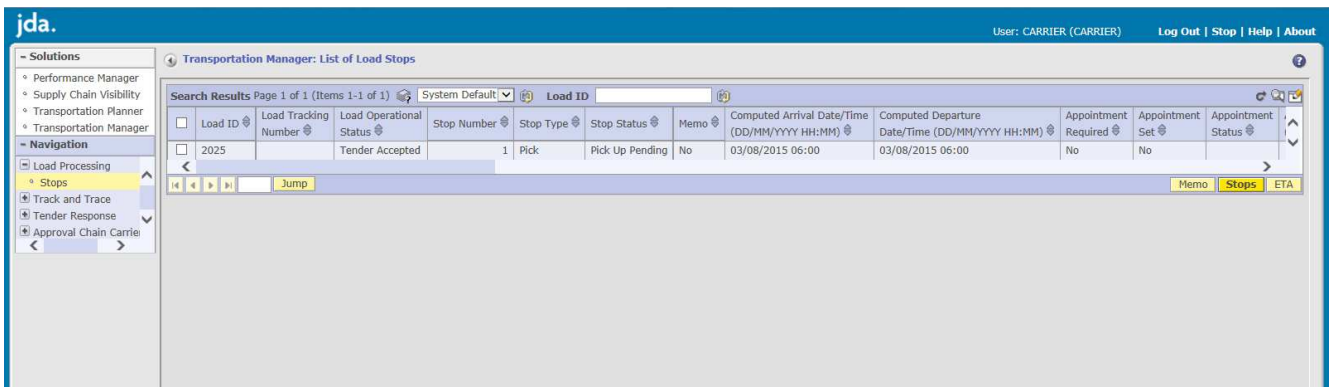 jda.
User: CARRIER (CARRIER) Log Out | Stop | Help | About
– Solutions
Performance Manager
Supply Chain Visibility
Transportation Planner
Transportation Manager
– Navigation
Load Processing
Stops
Track and Trace
Tender Response
Approval Chain Carrie
Transportation Manager: List of Load Stops
Search Results Page 1 of 1 (Items 1-1 of 1) System Default Load ID
Load ID
Load Tracking
Number
Load Operational
Status
Stop Number
Stop Type
Stop Status
Memo
Computed Arrival Date/Time
(DD/MM/YYYY HH:MM)
Computed Departure
Date/Time (DD/MM/YYYY HH:MM)
Appointment
Required
Appointment
Set
Appointment
Status
2025 Tender Accepted 1 Pick Pick Up Pending No 03/08/2015 06:00 03/08/2015 06:00 No No
Jump Memo Stops ETA